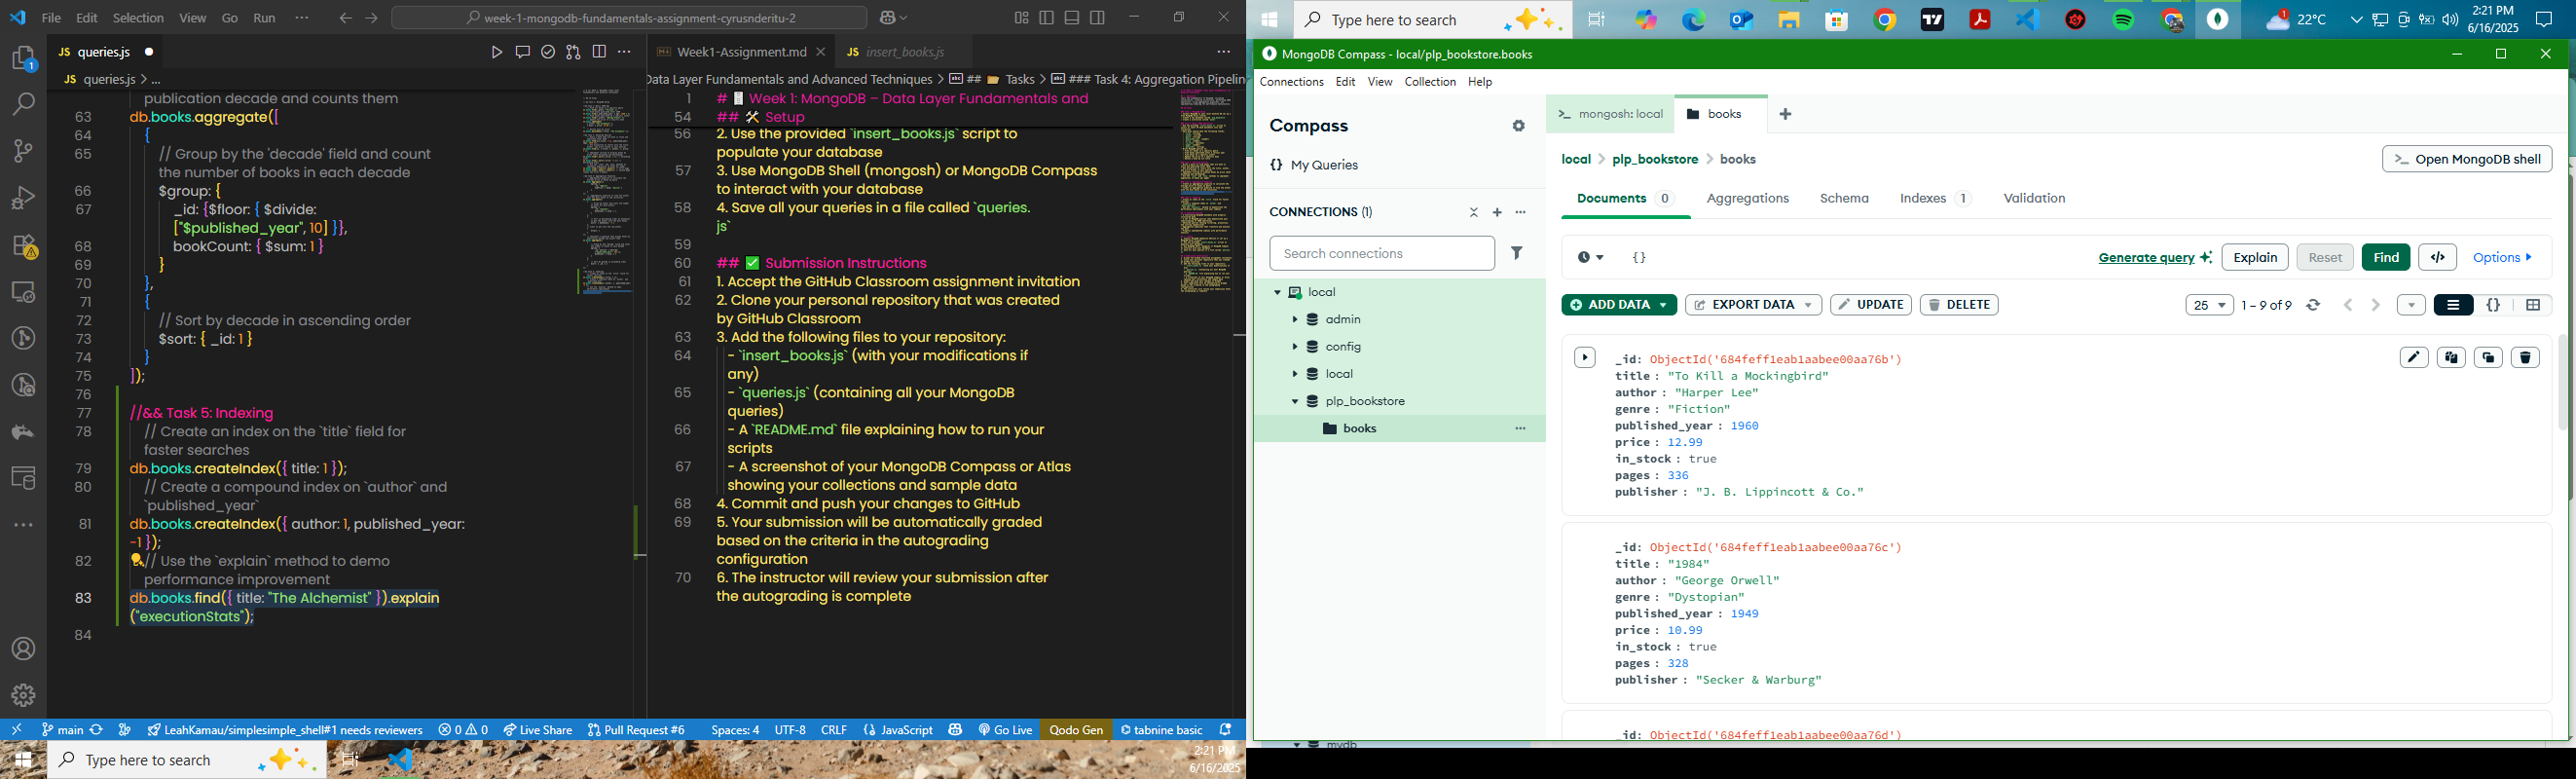 File Edit Selection View Go Run ···
week-1-mongodb-fundamentals-assignment-cyrusnderitu-2
JS queries.js
JS queries.js > ...
publication decade and counts them
63 db.books.aggregate([
64 {
65 // Group by the 'decade' field and count
the number of books in each decade
66 $group: {
67 _id: {$floor: { $divide:
["$published_year", 10] }},
68 bookCount: { $sum: 1 }
69 }
70 },
71 {
72 // Sort by decade in ascending order
73 $sort: { _id: 1 }
74 }
75 ]);
76
77 //&& Task 5: Indexing
78 // Create an index on the `title` field for
faster searches
79 db.books.createIndex({ title: 1 });
80 // Create a compound index on `author` and
`published_year`
81 db.books.createIndex({ author: 1, published_year:
-1 });
82 // Use the `explain` method to demo
performance improvement
83 db.books.find({ title: "The Alchemist" }).explain
("executionStats");
84
Week1-Assignment.md
JS insert_books.js
Data Layer Fundamentals and Advanced Techniques > ## Tasks > ### Task 4: Aggregation Pipelin
1 # Week 1: MongoDB – Data Layer Fundamentals and
54 ## 🛠 Setup
56 2. Use the provided `insert_books.js` script to
populate your database
57 3. Use MongoDB Shell (mongosh) or MongoDB Compass
to interact with your database
58 4. Save all your queries in a file called `queries.
js`
59
60 ## ✅ Submission Instructions
61 1. Accept the GitHub Classroom assignment invitation
62 2. Clone your personal repository that was created
by GitHub Classroom
63 3. Add the following files to your repository:
64 - `insert_books.js` (with your modifications if
any)
65 - `queries.js` (containing all your MongoDB
queries)
66 - A `README.md` file explaining how to run your
scripts
67 - A screenshot of your MongoDB Compass or Atlas
showing your collections and sample data
68 4. Commit and push your changes to GitHub
69 5. Your submission will be automatically graded
based on the criteria in the autograding
configuration
70 6. The instructor will review your submission after
the autograding is complete
main LeahKamau/simplesimple_shell#1 needs reviewers 0 0 Live Share Pull Request #6 Spaces: 4 UTF-8 CRLF {} JavaScript Go Live Qodo Gen tabnine basic
Type here to search
2:21 PM
6/16/2025
Type here to search
22°C
2:21 PM
6/16/2025
MongoDB Compass - local/plp_bookstore.books
Connections Edit View Collection Help
Compass
{} My Queries
CONNECTIONS (1)
Search connections
local
admin
config
local
plp_bookstore
books
mydb
>_ mongosh: local
books
local > plp_bookstore > books
>_ Open MongoDB shell
Documents 0 Aggregations Schema Indexes 1 Validation
{}
Generate query Explain Reset Find </> Options
ADD DATA EXPORT DATA UPDATE DELETE
25 1 – 9 of 9
_id: ObjectId('684feff1eab1aabee00aa76b')
title : "To Kill a Mockingbird"
author : "Harper Lee"
genre : "Fiction"
published_year : 1960
price : 12.99
in_stock : true
pages : 336
publisher : "J. B. Lippincott & Co."
_id: ObjectId('684feff1eab1aabee00aa76c')
title : "1984"
author : "George Orwell"
genre : "Dystopian"
published_year : 1949
price : 10.99
in_stock : true
pages : 328
publisher : "Secker & Warburg"
_id: ObjectId('684feff1eab1aabee00aa76d')